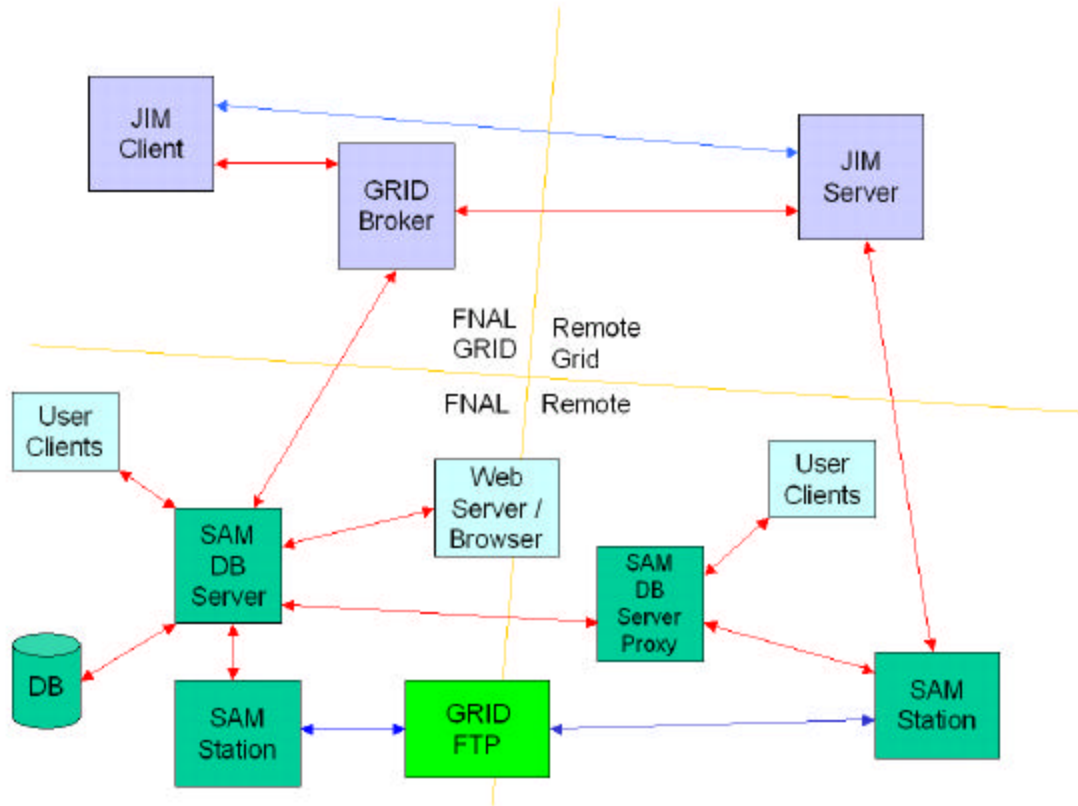 JIM
Client
GRID
Broker
JIM
Server
FNAL
GRID
Remote
Grid
FNAL
Remote
User
Clients
Web
Server /
Browser
User
Clients
SAM
DB
Server
SAM
DB
Server
Proxy
DB
SAM
Station
GRID
FTP
SAM
Station